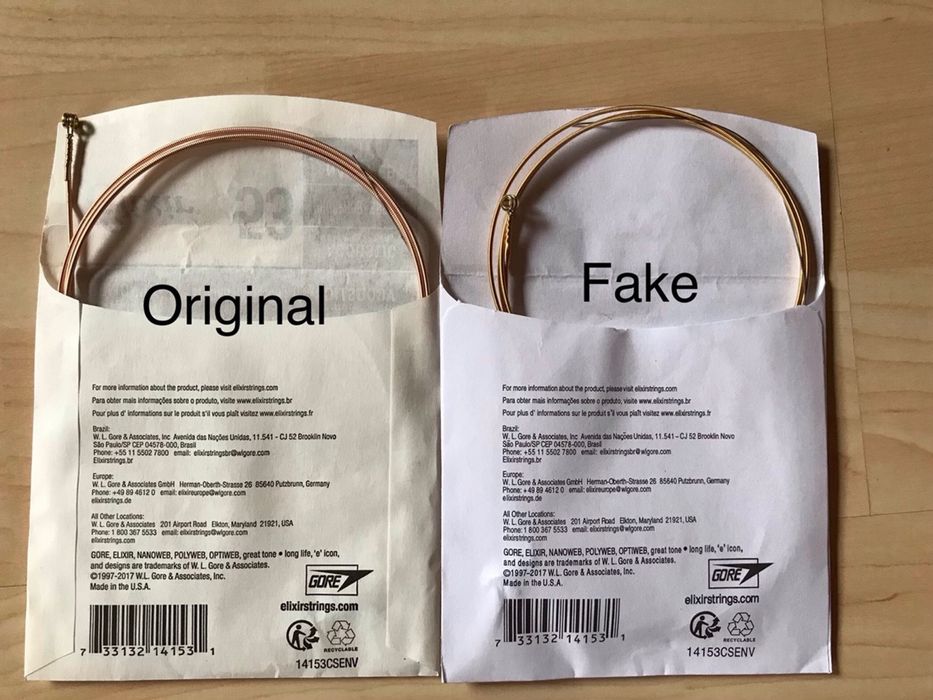 Original
For more information about the product, please visit elixirstrings.com
Para obter mais informações sobre o produto, visite www.elixirstrings.br
Pour plus d' informations sur le produit s'il vous plaît visitez www.elixirstrings.fr
Brazil:
W. L. Gore & Associates, Inc Avenida das Nações Unidas, 11.541 - CJ 52 Brooklin Novo
São Paulo/SP CEP 04578-000, Brasil
Phone: +55 11 5502 7800 email: elixirstringsbr@wlgore.com
Elixirstrings.br
Europe:
W. L. Gore & Associates GmbH Herman-Oberth-Strasse 26 85640 Putzbrunn, Germany
Phone: +49 89 4612 0 email: elixireurope@wlgore.com
elixirstrings.de
All Other Locations:
W. L. Gore & Associates 201 Airport Road Elkton, Maryland 21921, USA
Phone: 1 800 367 5533 email: elixirstrings@wlgore.com
elixirstrings.com
GORE, ELIXIR, NANOWEB, POLYWEB, OPTIWEB, great tone • long life, 'e' icon,
and designs are trademarks of W. L. Gore & Associates.
©1997-2017 W.L. Gore & Associates, Inc.
Made in the U.S.A.
GORE
elixirstrings.com
RECYCLABLE
7 33132 14153 1
14153CSENV
Fake
For more information about the product, please visit elixirstrings.com
Para obter mais informações sobre o produto, visite www.elixirstrings.br
Pour plus d' informations sur le produit s'il vous plaît visitez www.elixirstrings.fr
Brazil:
W. L. Gore & Associates, Inc Avenida das Nações Unidas, 11.541 - CJ 52 Brooklin Novo
São Paulo/SP CEP 04578-000, Brasil
Phone: +55 11 5502 7800 email: elixirstringsbr@wlgore.com
Elixirstrings.br
Europe:
W. L. Gore & Associates GmbH Herman-Oberth-Strasse 26 85640 Putzbrunn, Germany
Phone: +49 89 4612 0 email: elixireurope@wlgore.com
elixirstrings.de
All Other Locations:
W. L. Gore & Associates 201 Airport Road Elkton, Maryland 21921, USA
Phone: 1 800 367 5533 email: elixirstrings@wlgore.com
elixirstrings.com
GORE, ELIXIR, NANOWEB, POLYWEB, OPTIWEB, great tone • long life, 'e' icon,
and designs are trademarks of W. L. Gore & Associates.
©1997-2017 W.L. Gore & Associates, Inc.
Made in the U.S.A.
GORE
elixirstrings.com
RECYCLABLE
7 33132 14153 1
14153CSENV